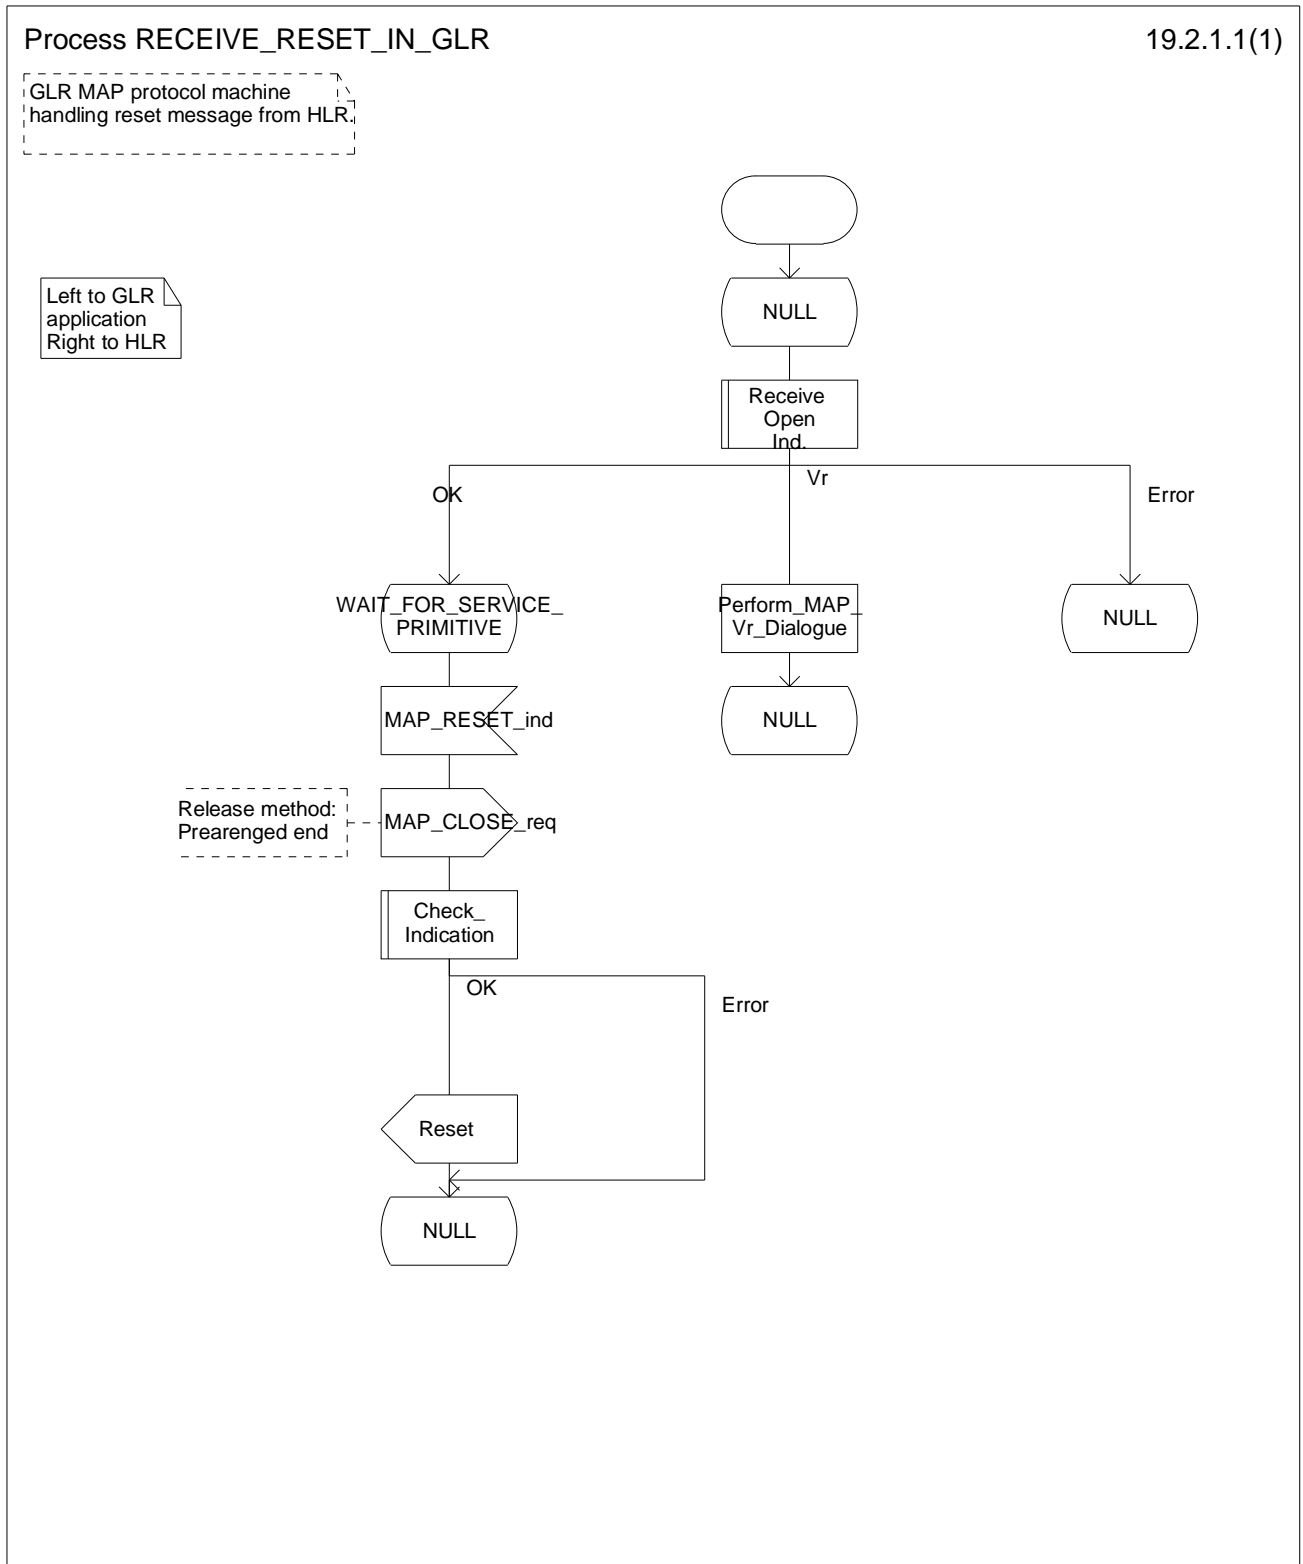 Process RECEIVE_RESET_IN_GLR
19.2.1.1(1)
GLR MAP protocol machine
handling reset message from HLR.
Left to GLR
application
Right to HLR
NULL
Receive
Open
Ind.
OK
Vr
Error
WAIT_FOR_SERVICE_
PRIMITIVE
Perform_MAP_
Vr_Dialogue
NULL
MAP_RESET_ind
NULL
Release method:
Prearenged end
MAP_CLOSE_req
Check_
Indication
OK
Error
Reset
NULL